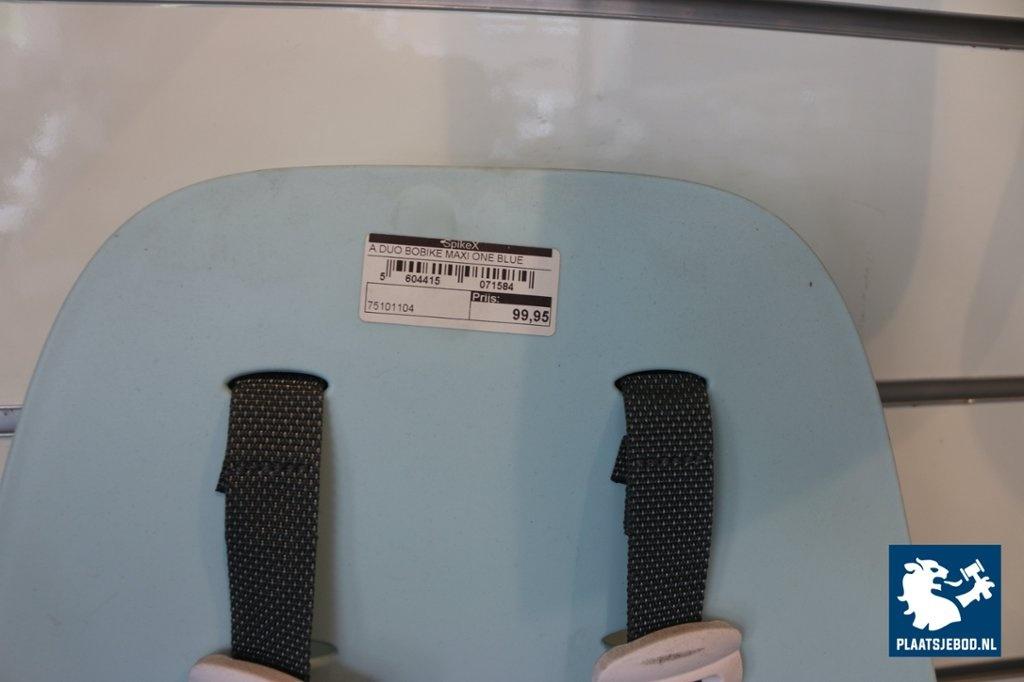 SpikeX
A DUO BOBIKE MAXI ONE BLUE
5 604415 071584
Prijs:
75101104
99,95
PLAATSJEBOD.NL